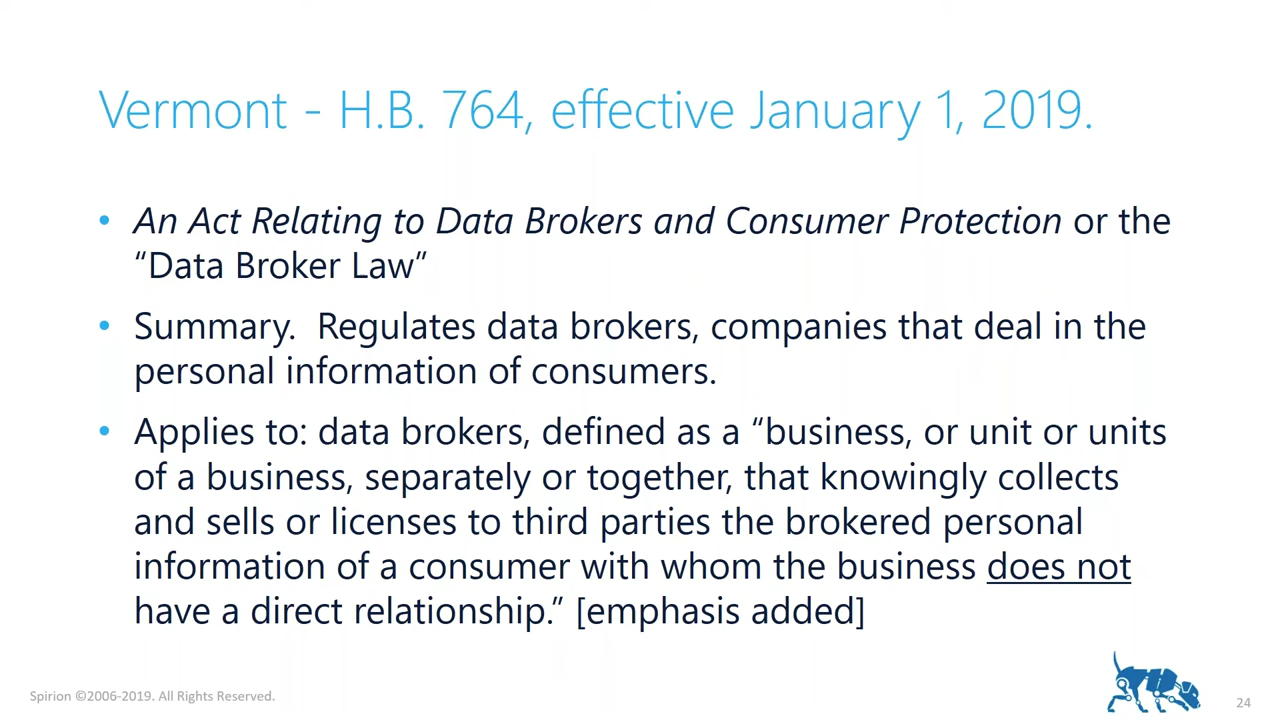 Vermont - H.B. 764, effective January 1, 2019.
• An Act Relating to Data Brokers and Consumer Protection or the
“Data Broker Law”
• Summary.  Regulates data brokers, companies that deal in the
personal information of consumers.
• Applies to: data brokers, defined as a “business, or unit or units
of a business, separately or together, that knowingly collects
and sells or licenses to third parties the brokered personal
information of a consumer with whom the business does not
have a direct relationship.” [emphasis added]
Spirion ©2006-2019. All Rights Reserved.
24